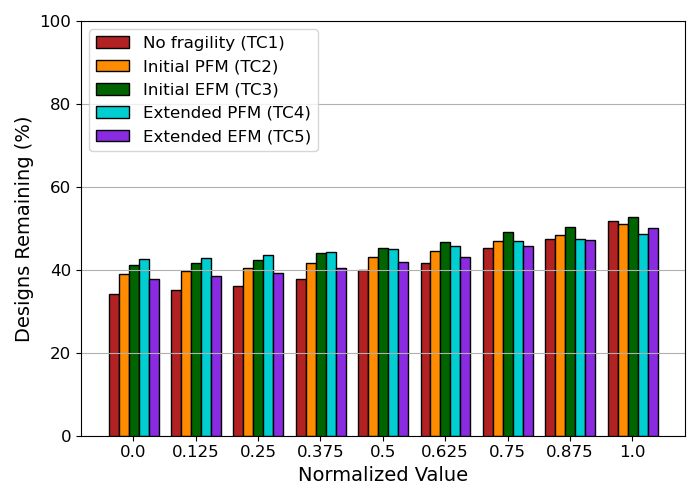 100
80
60
40
20
0
Designs Remaining (%)
No fragility (TC1)
Initial PFM (TC2)
Initial EFM (TC3)
Extended PFM (TC4)
Extended EFM (TC5)
0.0 0.125 0.25 0.375 0.5 0.625 0.75 0.875 1.0
Normalized Value